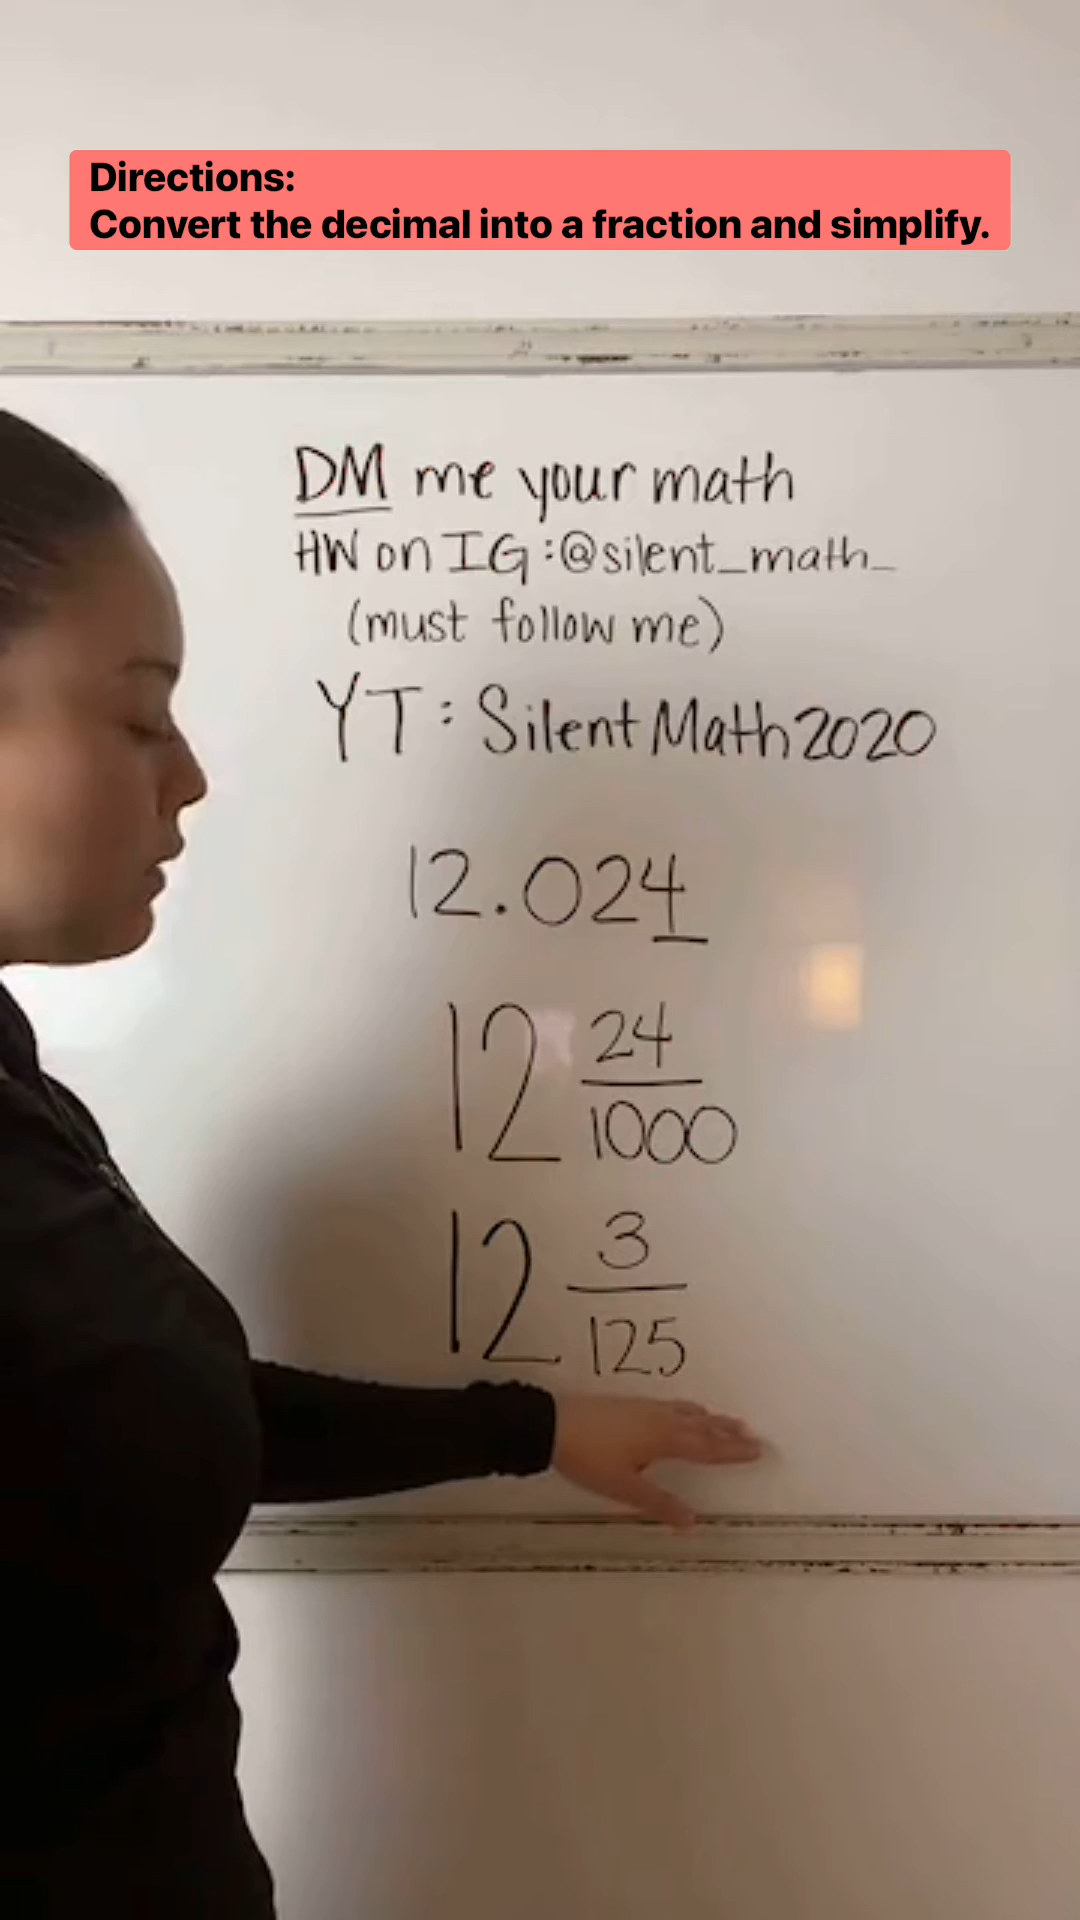 Directions:
Convert the decimal into a fraction and simplify.
DM me your math
HW on IG:@silent_math_
(must follow me)
YT: SilentMath2020
12.024
12 24/1000
12 3/125